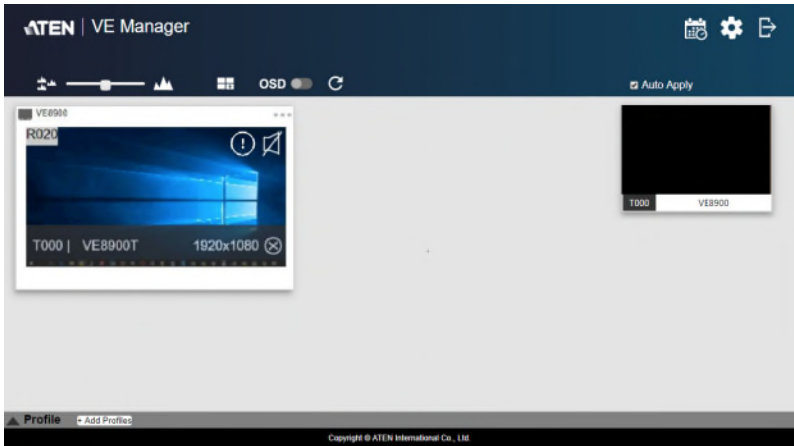 ATEN | VE Manager
OSD
Auto Apply
VE8900
R020
T000 | VE8900T 1920x1080
T000 VE8900
Profile + Add Profiles
Copyright © ATEN International Co., Ltd.